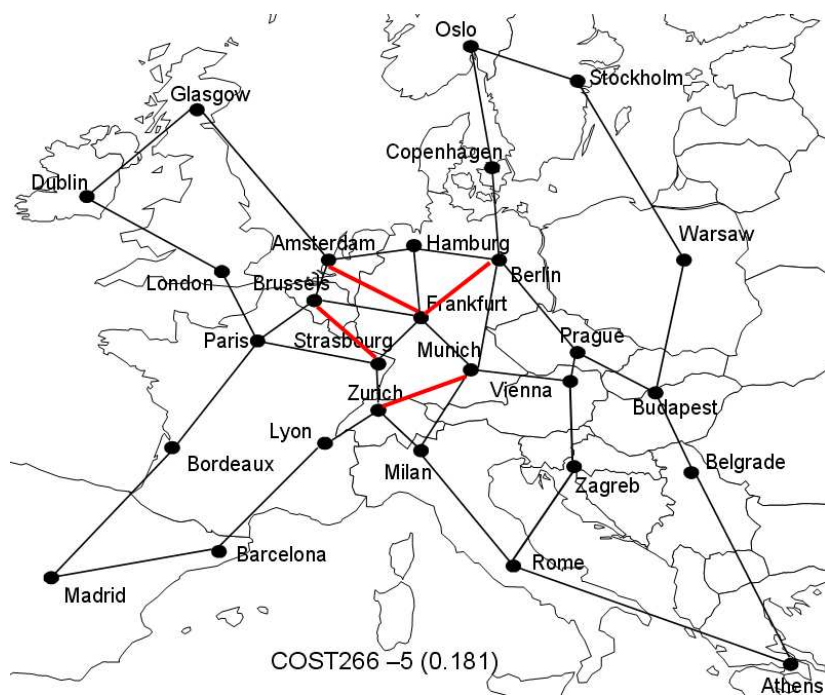 Oslo
Stockholm
Glasgow
Copenhagen
Dublin
Warsaw
Amsterdam
Hamburg
Berlin
London
Brussels
Frankfurt
Paris
Strasbourg
Munich
Prague
Vienna
Zurich
Budapest
Lyon
Bordeaux
Milan
Zagreb
Belgrade
Barcelona
Rome
Madrid
COST266 –5 (0.181)
Athens